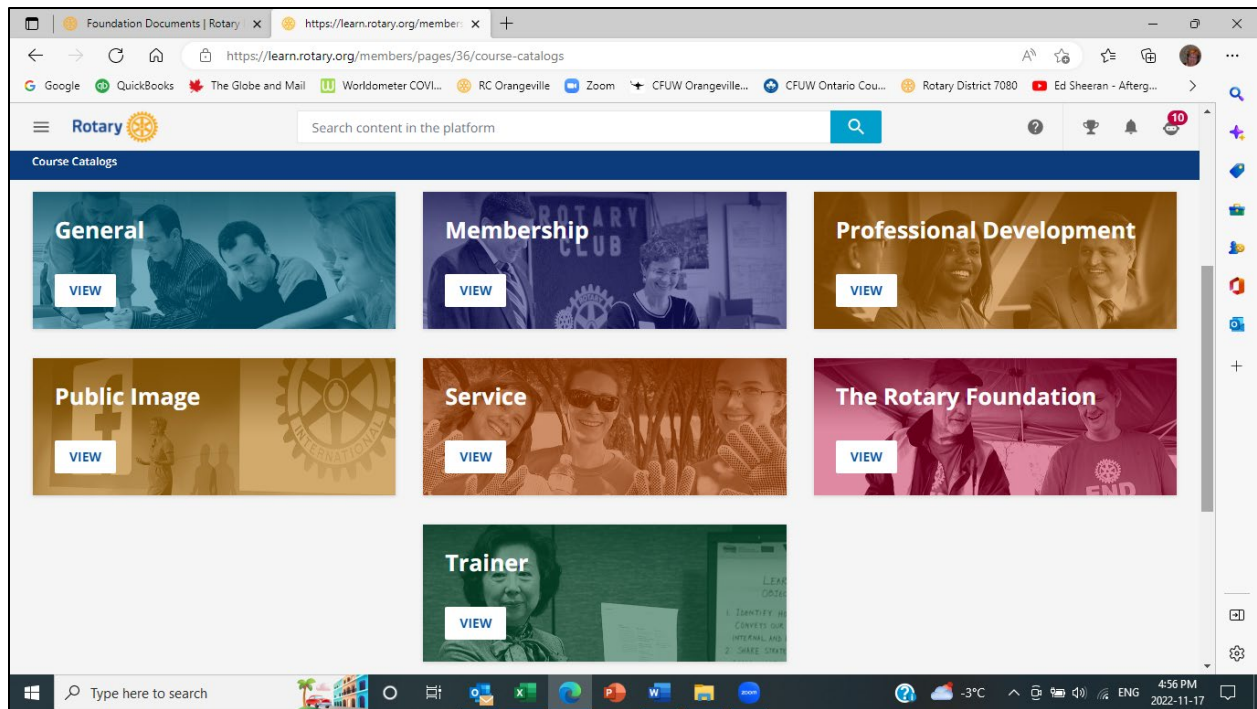 Foundation Documents | Rotary
https://learn.rotary.org/member
https://learn.rotary.org/members/pages/36/course-catalogs
Google QuickBooks The Globe and Mail Worldometer COVI... RC Orangeville Zoom CFUW Orangeville... CFUW Ontario Cou... Rotary District 7080 Ed Sheeran - Afterg...
Rotary
Search content in the platform
10
Course Catalogs
General
VIEW
Membership
VIEW
ROTARY
CLUB
Professional Development
VIEW
Public Image
VIEW
INTERNATIONAL
Service
VIEW
The Rotary Foundation
VIEW
END
Trainer
VIEW
Type here to search
-3°C
ENG
4:56 PM
2022-11-17